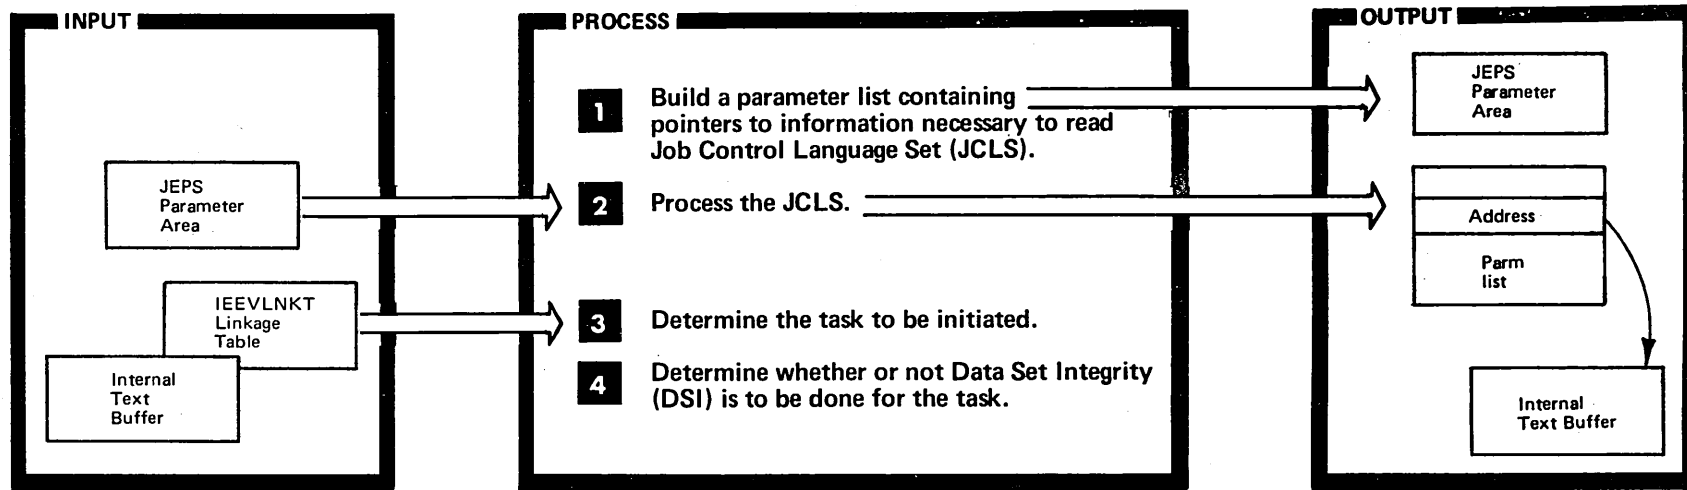 INPUT
JEPS
Parameter
Area
IEEVLNKT
Linkage
Table
Internal
Text
Buffer
PROCESS
1 Build a parameter list containing
pointers to information necessary to read
Job Control Language Set (JCLS).
2 Process the JCLS.
3 Determine the task to be initiated.
4 Determine whether or not Data Set Integrity
(DSI) is to be done for the task.
OUTPUT
JEPS
Parameter
Area
Address
Parm
list
Internal
Text Buffer